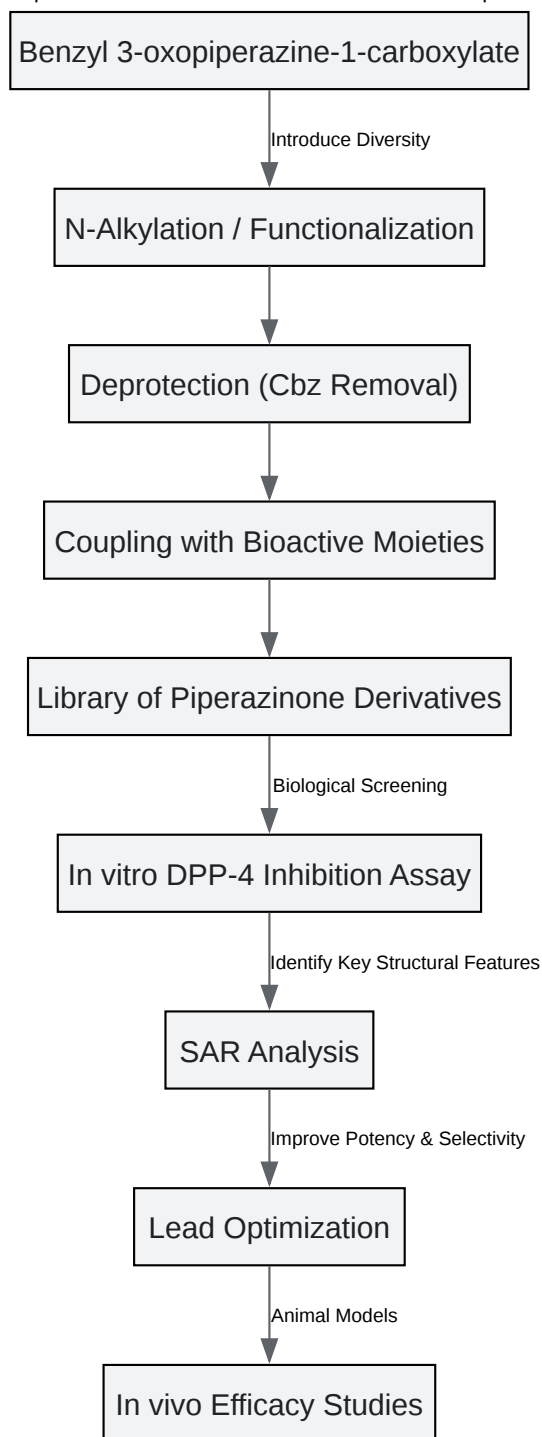 Benzyl 3-oxopiperazine-1-carboxylate
Introduce Diversity
N-Alkylation / Functionalization
Deprotection (Cbz Removal)
Coupling with Bioactive Moieties
Library of Piperazinone Derivatives
Biological Screening
In vitro DPP-4 Inhibition Assay
Identify Key Structural Features
SAR Analysis
Improve Potency & Selectivity
Lead Optimization
Animal Models
In vivo Efficacy Studies